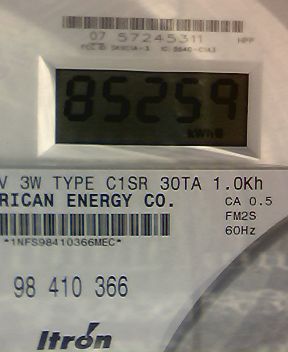 07 57245311
85259
kWh
V 3W TYPE C1SR 30TA 1.0Kh
RICAN ENERGY CO.
CA 0.5
FM2S
60Hz
*1NFS98410366MEC*
98 410 366
Itrón